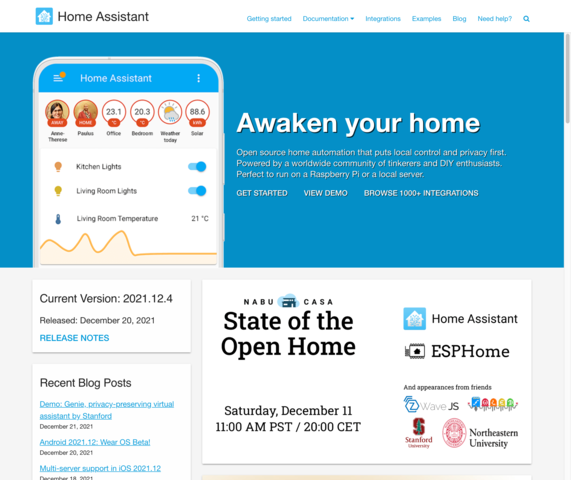 Home Assistant
Getting started Documentation Integrations Examples Blog Need help?
Home Assistant
23.1 20.3 88.6
°C °C kWh
AWAY HOME
Anne-Therese Paulus Office Bedroom Weather today Solar
Kitchen Lights
Living Room Lights
Living Room Temperature 21 °C
Awaken your home
Open source home automation that puts local control and privacy first.
Powered by a worldwide community of tinkerers and DIY enthusiasts.
Perfect to run on a Raspberry Pi or a local server.
GET STARTED VIEW DEMO BROWSE 1000+ INTEGRATIONS
Current Version: 2021.12.4
Released: December 20, 2021
RELEASE NOTES
Recent Blog Posts
Demo: Genie, privacy-preserving virtual
assistant by Stanford
December 21, 2021
Android 2021.12: Wear OS Beta!
December 20, 2021
Multi-server support in iOS 2021.12
December 18, 2021
NABU CASA
State of the
Open Home
Saturday, December 11
11:00 AM PST / 20:00 CET
Home Assistant
ESPHome
And appearances from friends
Z Wave JS
Stanford
University
Northeastern
University